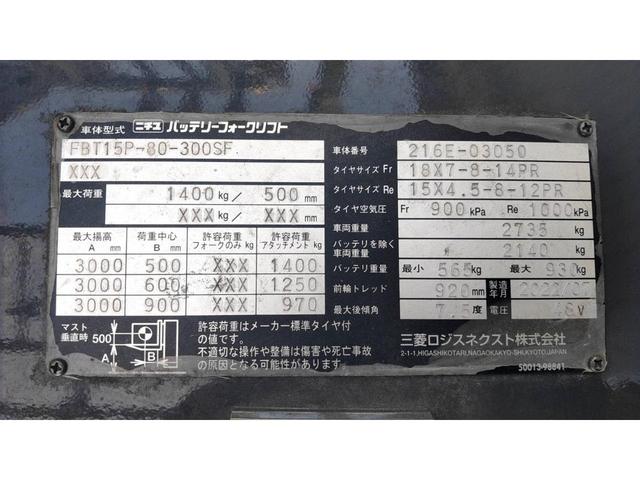 車体型式 ニチユ バッテリーフォークリフト
FBT15P-80-300SF
XXX
最大荷重 1400 kg/ 500 mm
XXX kg/ XXX mm
最大揚高 A mm 荷重中心 B mm 許容荷重 フォークのみ kg 許容荷重 アタッチメント kg
3000 500 XXX 1400
3000 600 XXX 1250
3000 900 XXX 970
マスト垂直時 500 A B
許容荷重はメーカー標準タイヤ付
の値です。
不適切な操作や整備は傷害や死亡事故
の原因となる可能性があります。
車体番号 216E-03050
タイヤサイズ Fr 18X7-8-14PR
タイヤサイズ Re 15X4.5-8-12PR
タイヤ空気圧 Fr 900 kPa Re 1000 kPa
車両重量 2735 kg
バッテリを除く車両重量 2140 kg
バッテリ重量 最小 565 kg 最大 930 kg
前輪トレッド 920 mm 製造年月
最大後傾角 度 電圧 V
三菱ロジスネクスト株式会社
2-1-1,HIGASHIKOTARI,NAGAOKAKYO-SHI,KYOTO,JAPAN
50013-98841